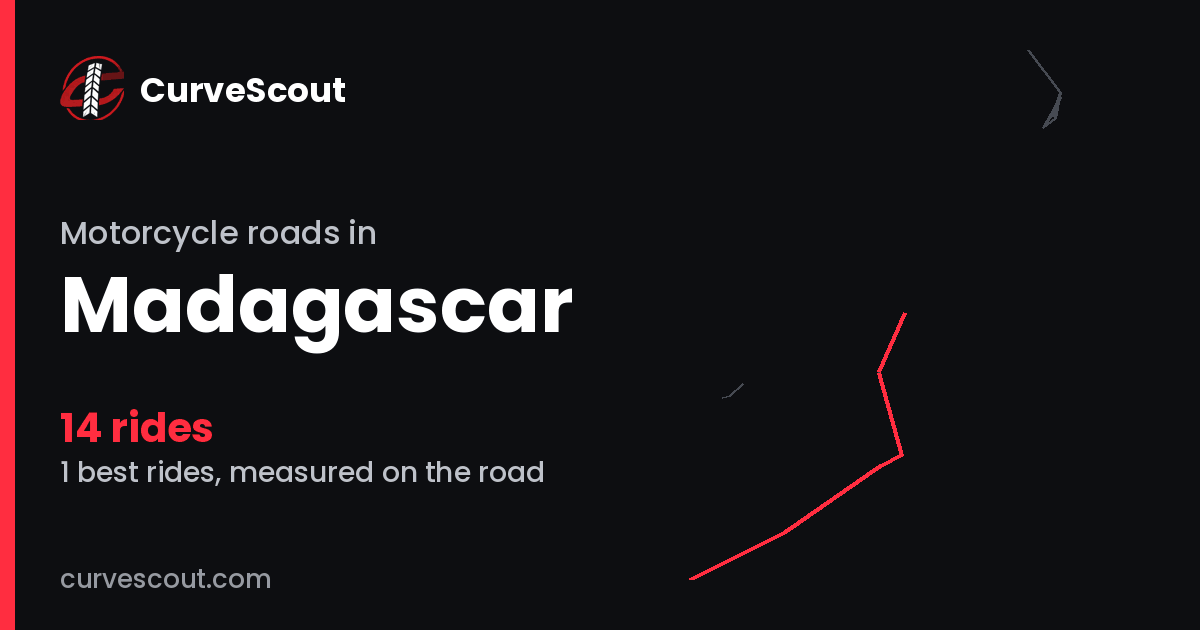 CurveScout
Motorcycle roads in
Madagascar
14 rides
1 best rides, measured on the road
curvescout.com